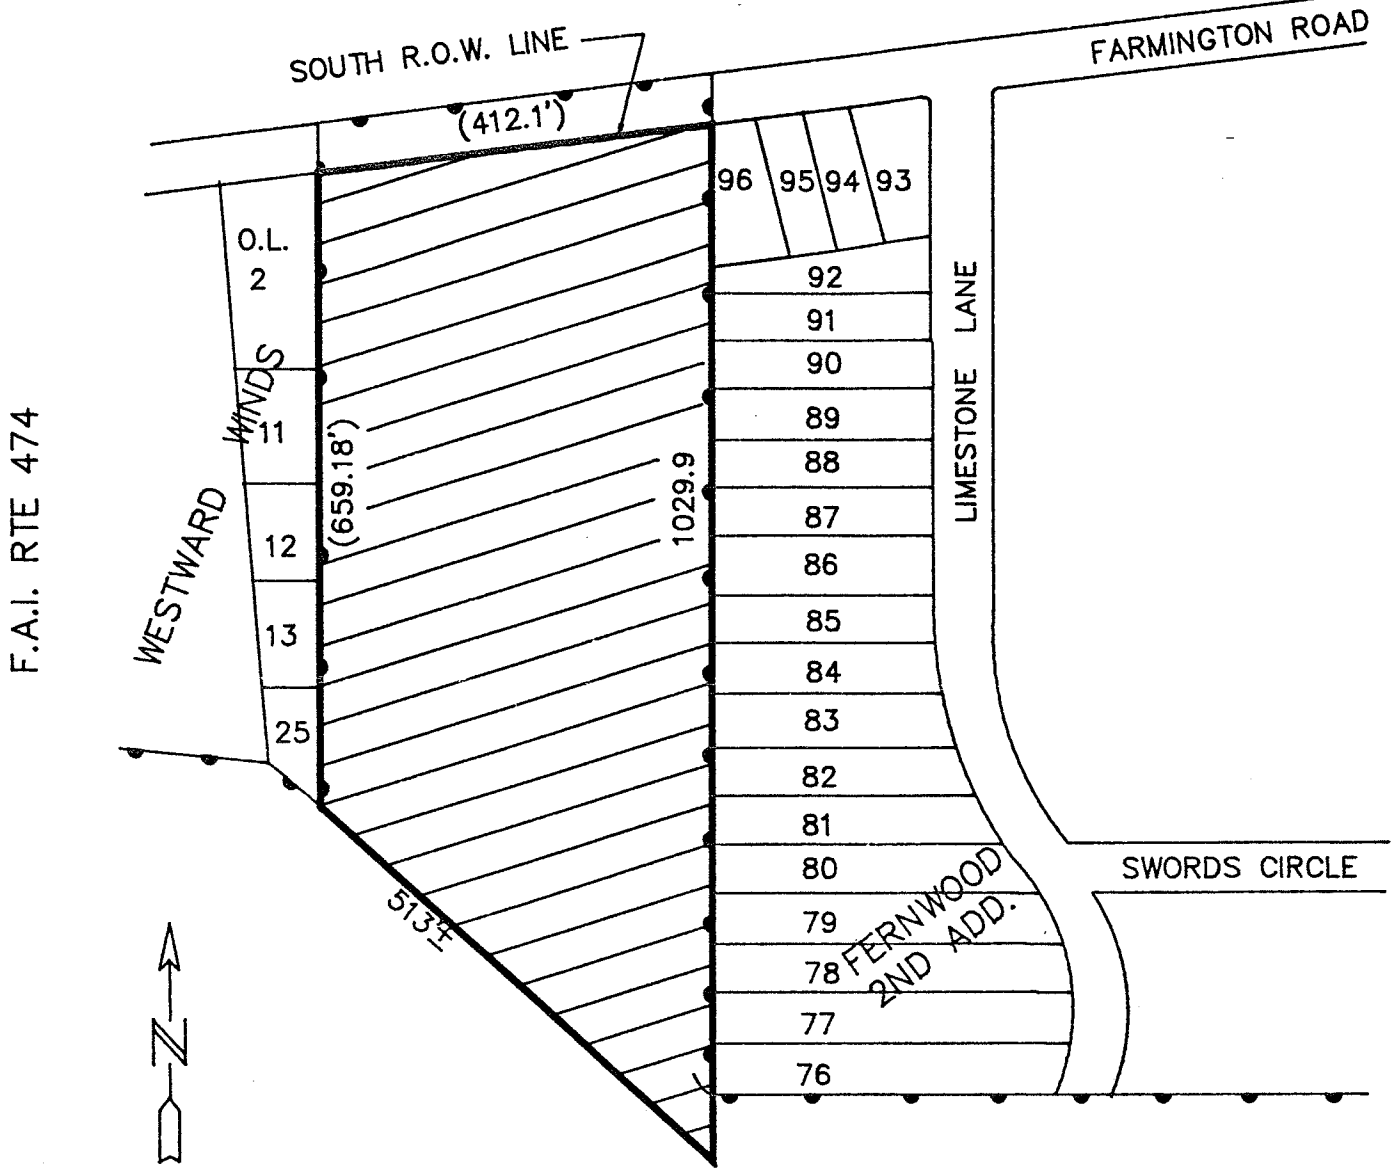 SOUTH R.O.W. LINE
FARMINGTON ROAD
(412.1')
96 95 94 93
O.L.
2
92
91
90
89
88
87
86
85
84
83
82
81
80
79
78
77
76
11
12
13
25
WESTWARD WINDS
(659.18')
1029.9
LIMESTONE LANE
F.A.I. RTE 474
SWORDS CIRCLE
FERNWOOD
2ND ADD.
N